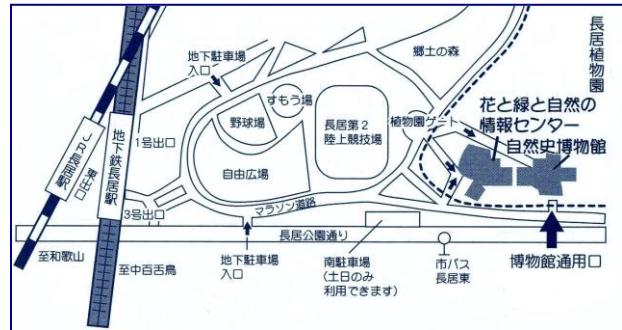 地下駐車場
入口
郷土の森
長居植物園
すもう場
野球場
長居第2
陸上競技場
植物園ゲート
花と緑と自然の
情報センター
自然史博物館
1号出口
自由広場
JR長居駅
東出口
地下鉄長居駅
3号出口
マラソン道路
長居公園通り
至和歌山
至中百舌鳥
地下駐車場
入口
南駐車場
(土日のみ
利用できます)
市バス
長居東
博物館通用口